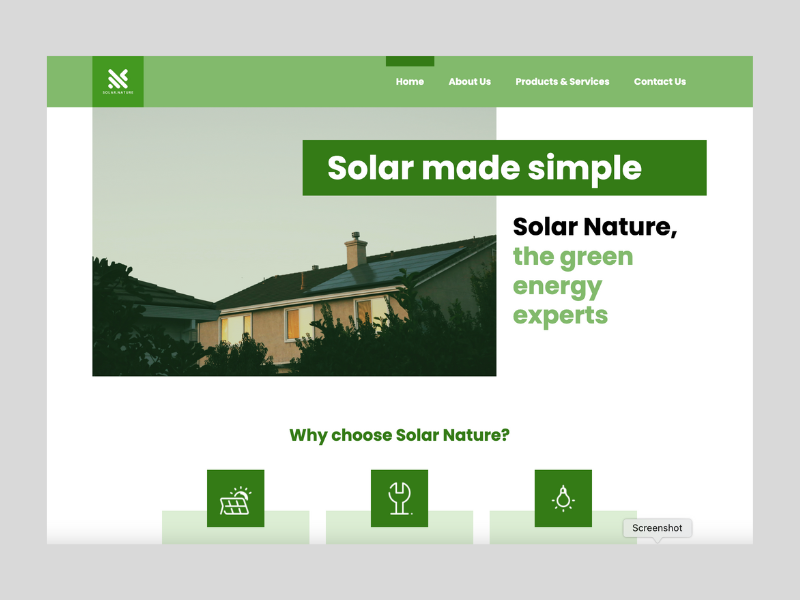 SOLAR NATURE
Home
About Us
Products & Services
Contact Us
Solar made simple
Solar Nature,
the green
energy
experts
Why choose Solar Nature?
Screenshot